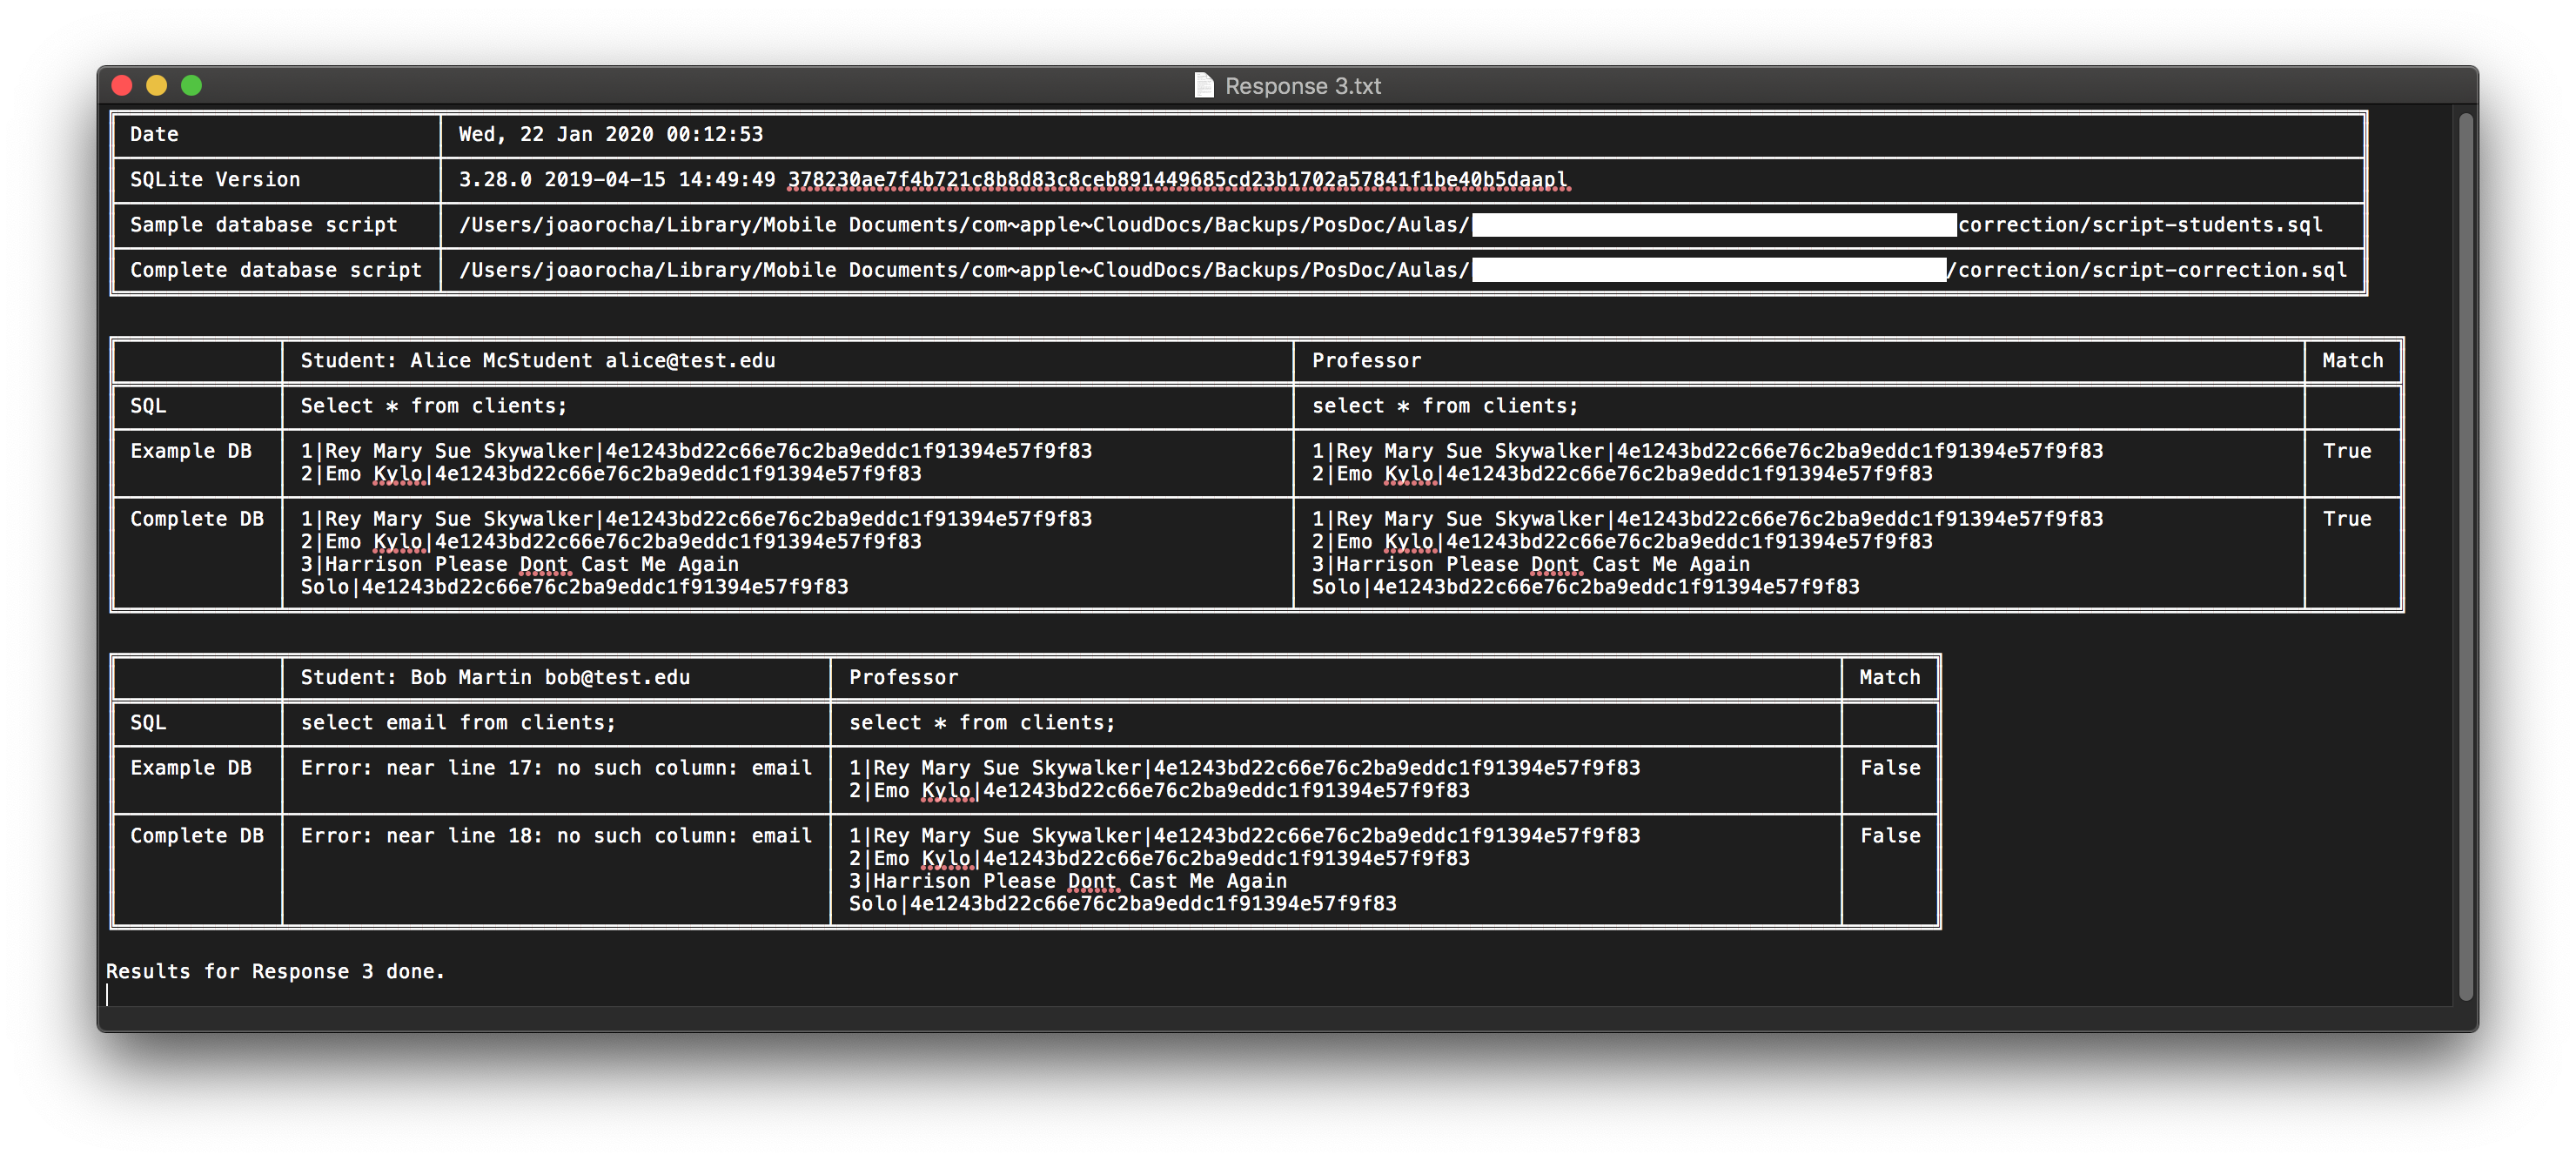 Response 3.txt
Date Wed, 22 Jan 2020 00:12:53
SQLite Version 3.28.0 2019-04-15 14:49:49 378230ae7f4b721c8b8d83c8ceb891449685cd23b1702a57841f1be40b5daapl
Sample database script /Users/joaorocha/Library/Mobile Documents/com~apple~CloudDocs/Backups/PosDoc/Aulas/ correction/script-students.sql
Complete database script /Users/joaorocha/Library/Mobile Documents/com~apple~CloudDocs/Backups/PosDoc/Aulas/ /correction/script-correction.sql
Student: Alice McStudent alice@test.edu Professor Match
SQL Select * from clients; select * from clients;
Example DB 1|Rey Mary Sue Skywalker|4e1243bd22c66e76c2ba9eddc1f91394e57f9f83 1|Rey Mary Sue Skywalker|4e1243bd22c66e76c2ba9eddc1f91394e57f9f83 True
2|Emo Kylo|4e1243bd22c66e76c2ba9eddc1f91394e57f9f83 2|Emo Kylo|4e1243bd22c66e76c2ba9eddc1f91394e57f9f83
Complete DB 1|Rey Mary Sue Skywalker|4e1243bd22c66e76c2ba9eddc1f91394e57f9f83 1|Rey Mary Sue Skywalker|4e1243bd22c66e76c2ba9eddc1f91394e57f9f83 True
2|Emo Kylo|4e1243bd22c66e76c2ba9eddc1f91394e57f9f83 2|Emo Kylo|4e1243bd22c66e76c2ba9eddc1f91394e57f9f83
3|Harrison Please Dont Cast Me Again 3|Harrison Please Dont Cast Me Again
Solo|4e1243bd22c66e76c2ba9eddc1f91394e57f9f83 Solo|4e1243bd22c66e76c2ba9eddc1f91394e57f9f83
Student: Bob Martin bob@test.edu Professor Match
SQL select email from clients; select * from clients;
Example DB Error: near line 17: no such column: email 1|Rey Mary Sue Skywalker|4e1243bd22c66e76c2ba9eddc1f91394e57f9f83 False
2|Emo Kylo|4e1243bd22c66e76c2ba9eddc1f91394e57f9f83
Complete DB Error: near line 18: no such column: email 1|Rey Mary Sue Skywalker|4e1243bd22c66e76c2ba9eddc1f91394e57f9f83 False
2|Emo Kylo|4e1243bd22c66e76c2ba9eddc1f91394e57f9f83
3|Harrison Please Dont Cast Me Again
Solo|4e1243bd22c66e76c2ba9eddc1f91394e57f9f83
Results for Response 3 done.